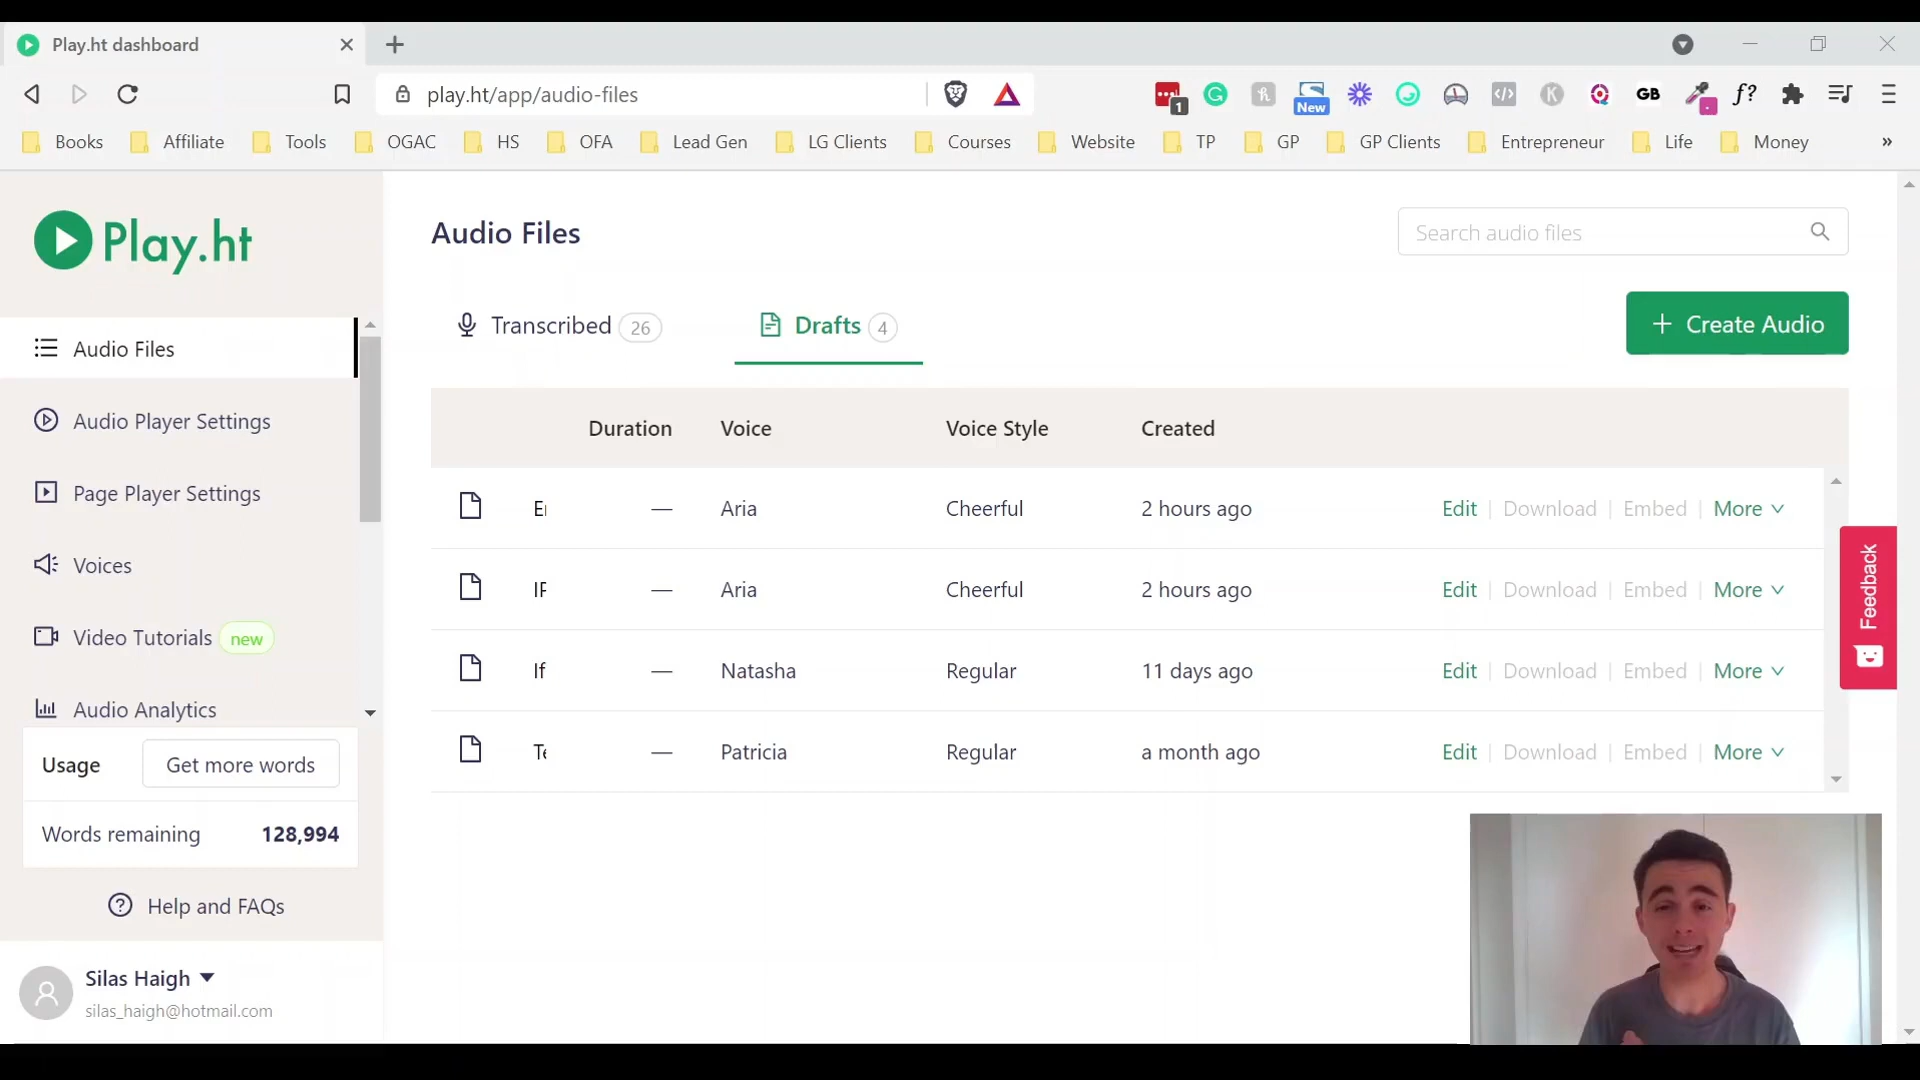 Play.ht dashboard
play.ht/app/audio-files
1
New
GB
f?
Books
Affiliate
Tools
OGAC
HS
OFA
Lead Gen
LG Clients
Courses
Website
TP
GP
GP Clients
Entrepreneur
Life
Money
»
Play.ht
Audio Files
Audio Player Settings
Page Player Settings
Voices
Video Tutorials new
Audio Analytics
Usage
Get more words
Words remaining 128,994
Help and FAQs
Silas Haigh
silas_haigh@hotmail.com
Audio Files
Search audio files
Transcribed 26
Drafts 4
+ Create Audio
Duration Voice Voice Style Created
— Aria Cheerful 2 hours ago Edit | Download | Embed | More
— Aria Cheerful 2 hours ago Edit | Download | Embed | More
If — Natasha Regular 11 days ago Edit | Download | Embed | More
— Patricia Regular a month ago Edit | Download | Embed | More
Feedback